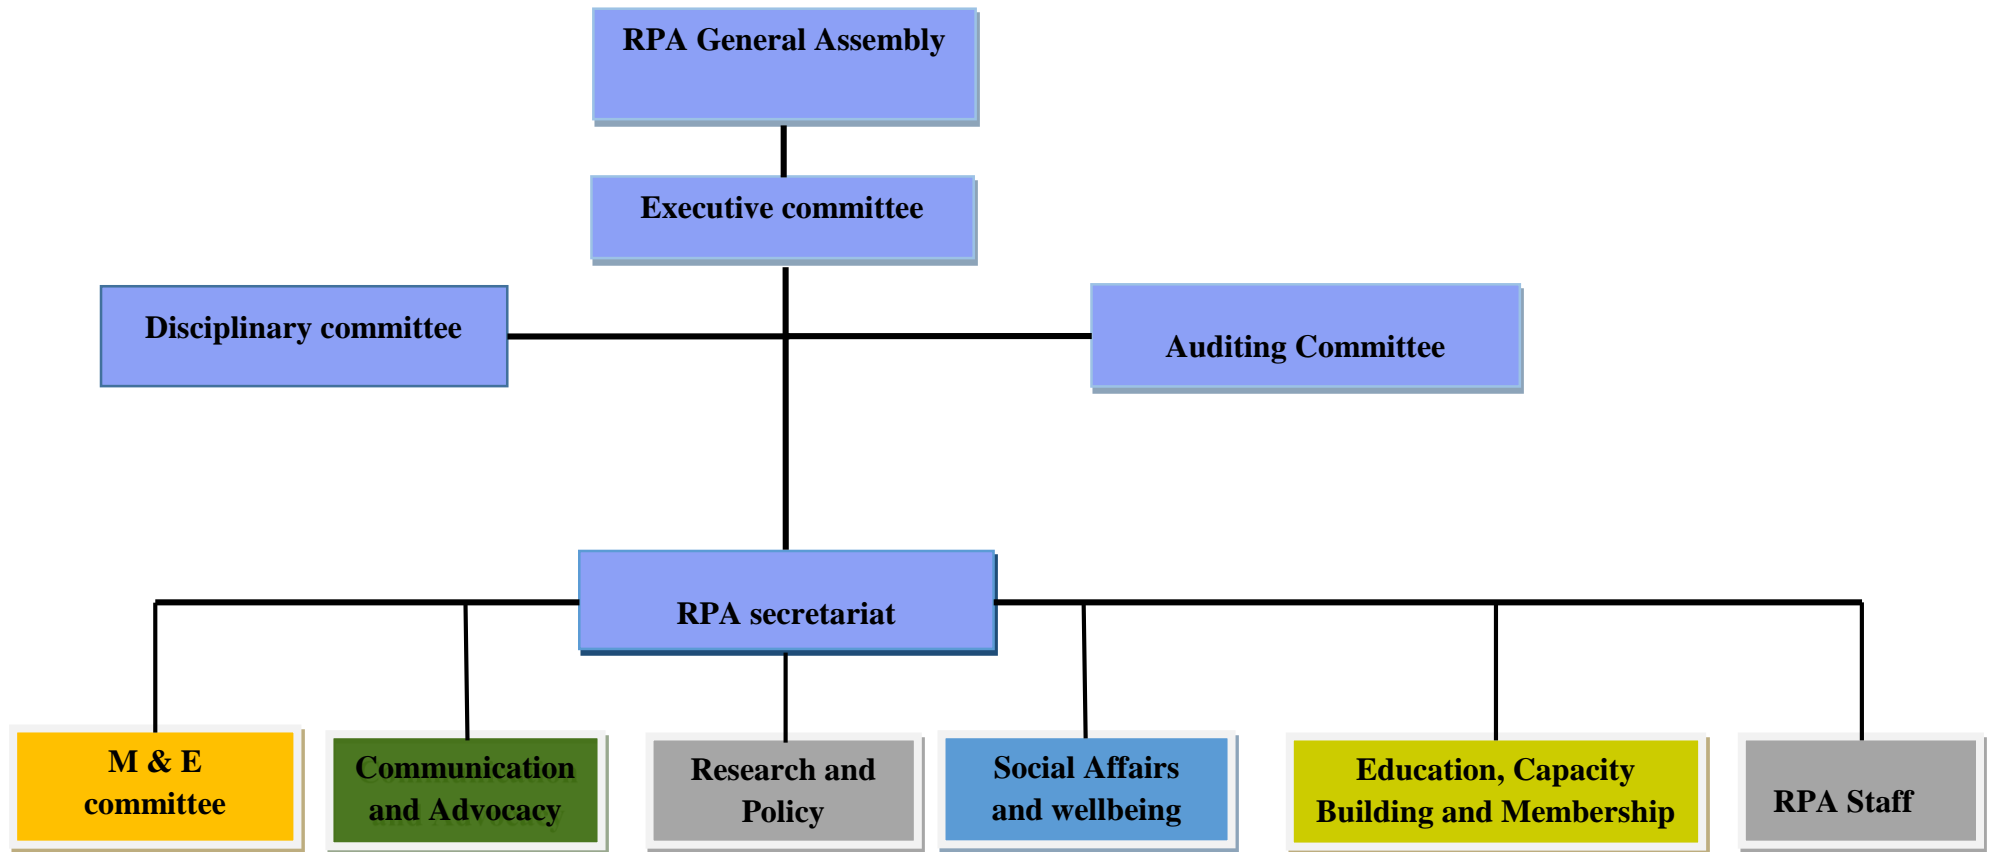 RPA General Assembly
Executive committee
Disciplinary committee
Auditing Committee
RPA secretariat
M & E
committee
Communication
and Advocacy
Research and
Policy
Social Affairs
and wellbeing
Education, Capacity
Building and Membership
RPA Staff